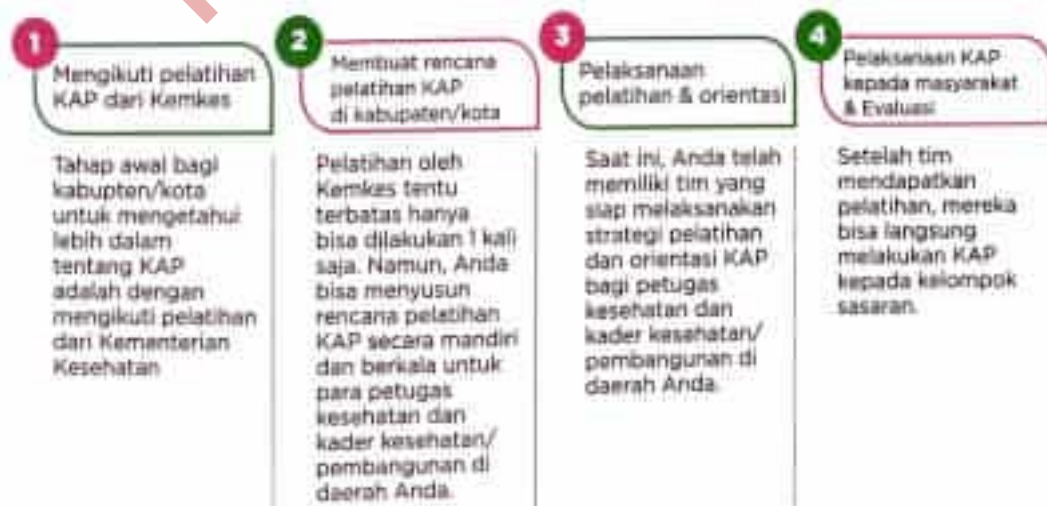 1
Mengikuti pelatihan
KAP dari Kemkes
Tahap awal bagi
kabupten/kota
untuk mengetahui
lebih dalam
tentang KAP
adalah dengan
mengikuti pelatihan
dari Kementerian
Kesehatan
2
Membuat rencana
pelatihan KAP
di kabupaten/kota
Pelatihan oleh
Kemkes tentu
terbatas hanya
bisa dilakukan 1 kali
saja. Namun, Anda
bisa menyusun
rencana pelatihan
KAP secara mandiri
dan berkala untuk
para petugas
kesehatan dan
kader kesehatan/
pembangunan di
daerah Anda.
3
Pelaksanaan
pelatihan & orientasi
Saat ini, Anda telah
memiliki tim yang
siap melaksanakan
strategi pelatihan
dan orientasi KAP
bagi petugas
kesehatan dan
kader kesehatan/
pembangunan di
daerah Anda.
4
Pelaksanaan KAP
kepada masyarakat
& Evaluasi
Setelah tim
mendapatkan
pelatihan, mereka
bisa langsung
melakukan KAP
kepada kelompok
sasaran.